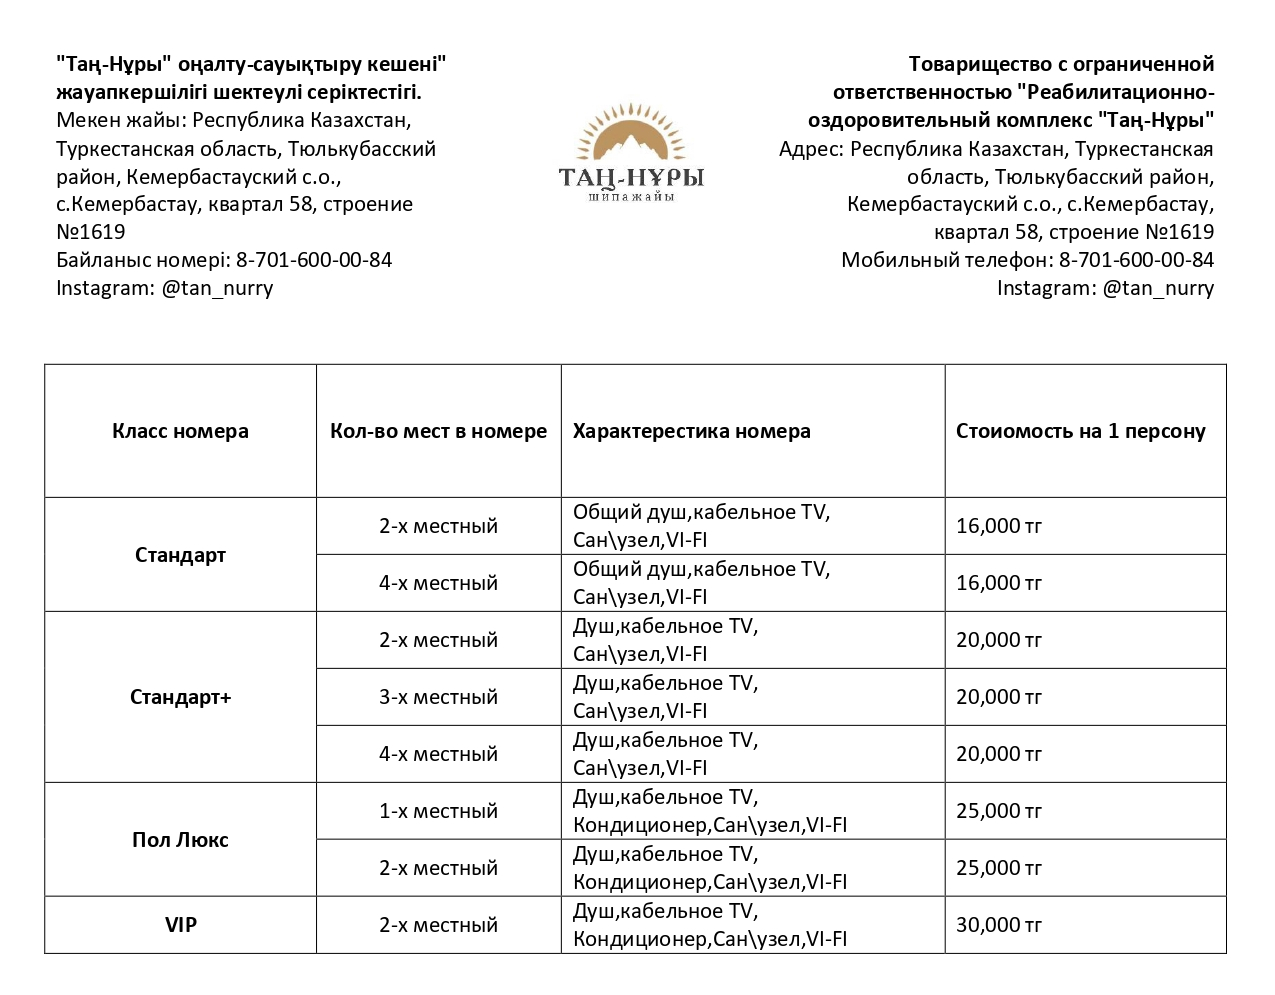 "Таң-Нұры" оңалту-сауықтыру кешені"
жауапкершілігі шектеулі серіктестігі.
Мекен жайы: Республика Казахстан,
Туркестанская область, Тюлькубасский
район, Кемербастауский с.о.,
с.Кемербастау, квартал 58, строение
№1619
Байланыс номері: 8-701-600-00-84
Instagram: @tan_nurry
ТАҢ-НҰРЫ
шипажайы
Товарищество с ограниченной
ответственностью "Реабилитационно-
оздоровительный комплекс "Таң-Нұры"
Адрес: Республика Казахстан, Туркестанская
область, Тюлькубасский район,
Кемербастауский с.о., с.Кемербастау,
квартал 58, строение №1619
Мобильный телефон: 8-701-600-00-84
Instagram: @tan_nurry
Класс номера Кол-во мест в номере Характерестика номера Стоиомость на 1 персону
Стандарт
2-х местный
Общий душ,кабельное TV,
Сан\узел,VI-FI
16,000 тг
4-х местный
Общий душ,кабельное TV,
Сан\узел,VI-FI
16,000 тг
Стандарт+
2-х местный
Душ,кабельное TV,
Сан\узел,VI-FI
20,000 тг
3-х местный
Душ,кабельное TV,
Сан\узел,VI-FI
20,000 тг
4-х местный
Душ,кабельное TV,
Сан\узел,VI-FI
20,000 тг
Пол Люкс
1-х местный
Душ,кабельное TV,
Кондиционер,Сан\узел,VI-FI
25,000 тг
2-х местный
Душ,кабельное TV,
Кондиционер,Сан\узел,VI-FI
25,000 тг
VIP
2-х местный
Душ,кабельное TV,
Кондиционер,Сан\узел,VI-FI
30,000 тг